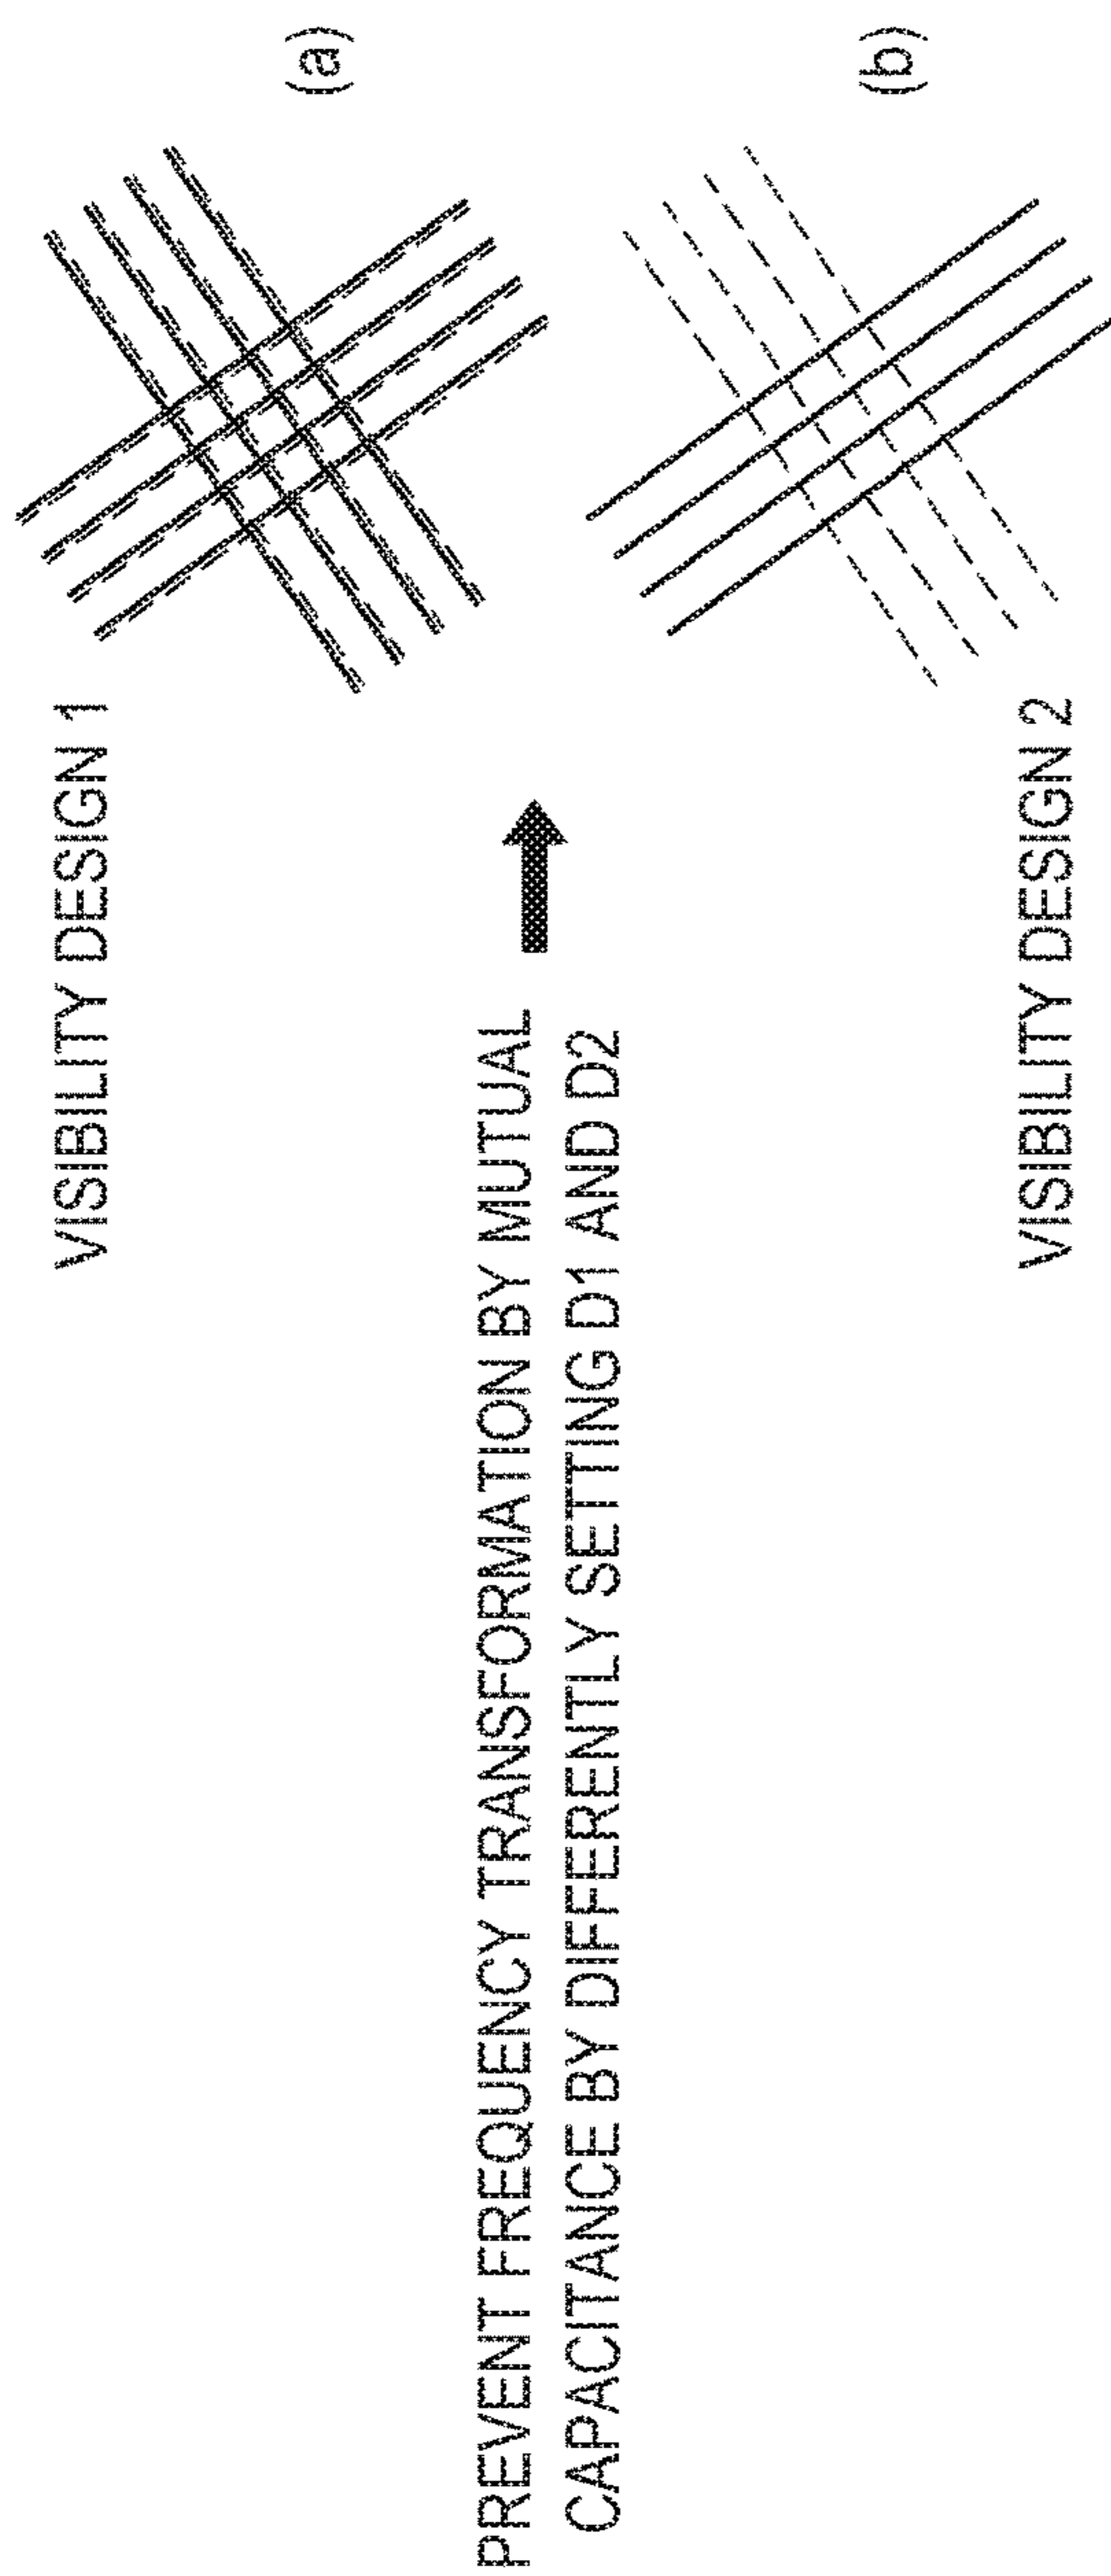 VISIBILITY DESIGN 1
(a)
PREVENT FREQUENCY TRANSFORMATION BY MUTUAL
CAPACITANCE BY DIFFERENTLY SETTING D1 AND D2
(b)
VISIBILITY DESIGN 2